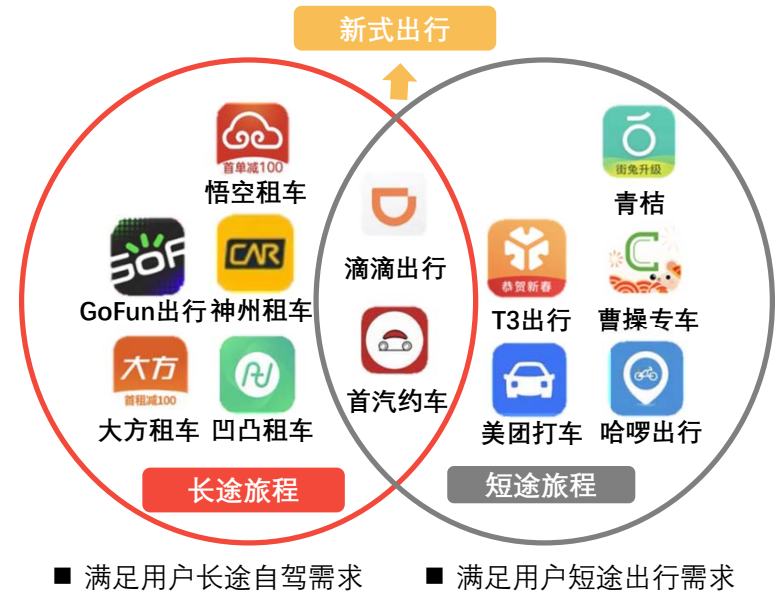 新式出行
首单减100
悟空租车
街兔升级
青桔
滴滴出行
GOF
GoFun出行
CAR
神州租车
恭贺新春
T3出行
曹操专车
大方
首租减100
大方租车
凹凸租车
首汽约车
美团打车
哈啰出行
长途旅程
短途旅程
■ 满足用户长途自驾需求
■ 满足用户短途出行需求